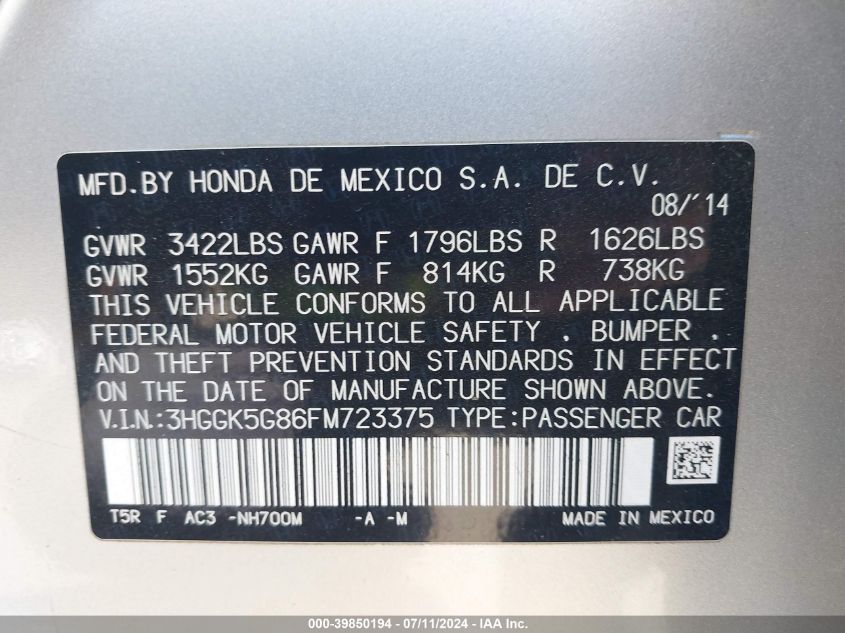 MFD.BY HONDA DE MEXICO S.A. DE C.V.
08/'14
GVWR 3422LBS GAWR F 1796LBS R 1626LBS
GVWR 1552KG GAWR F 814KG R 738KG
THIS VEHICLE CONFORMS TO ALL APPLICABLE
FEDERAL MOTOR VEHICLE SAFETY , BUMPER ,
AND THEFT PREVENTION STANDARDS IN EFFECT
ON THE DATE OF MANUFACTURE SHOWN ABOVE.
V.I.N.:3HGGK5G86FM723375 TYPE:PASSENGER CAR
T5R F AC3 -NH700M -A -M MADE IN MEXICO
000-39850194 - 07/11/2024 - IAA Inc.